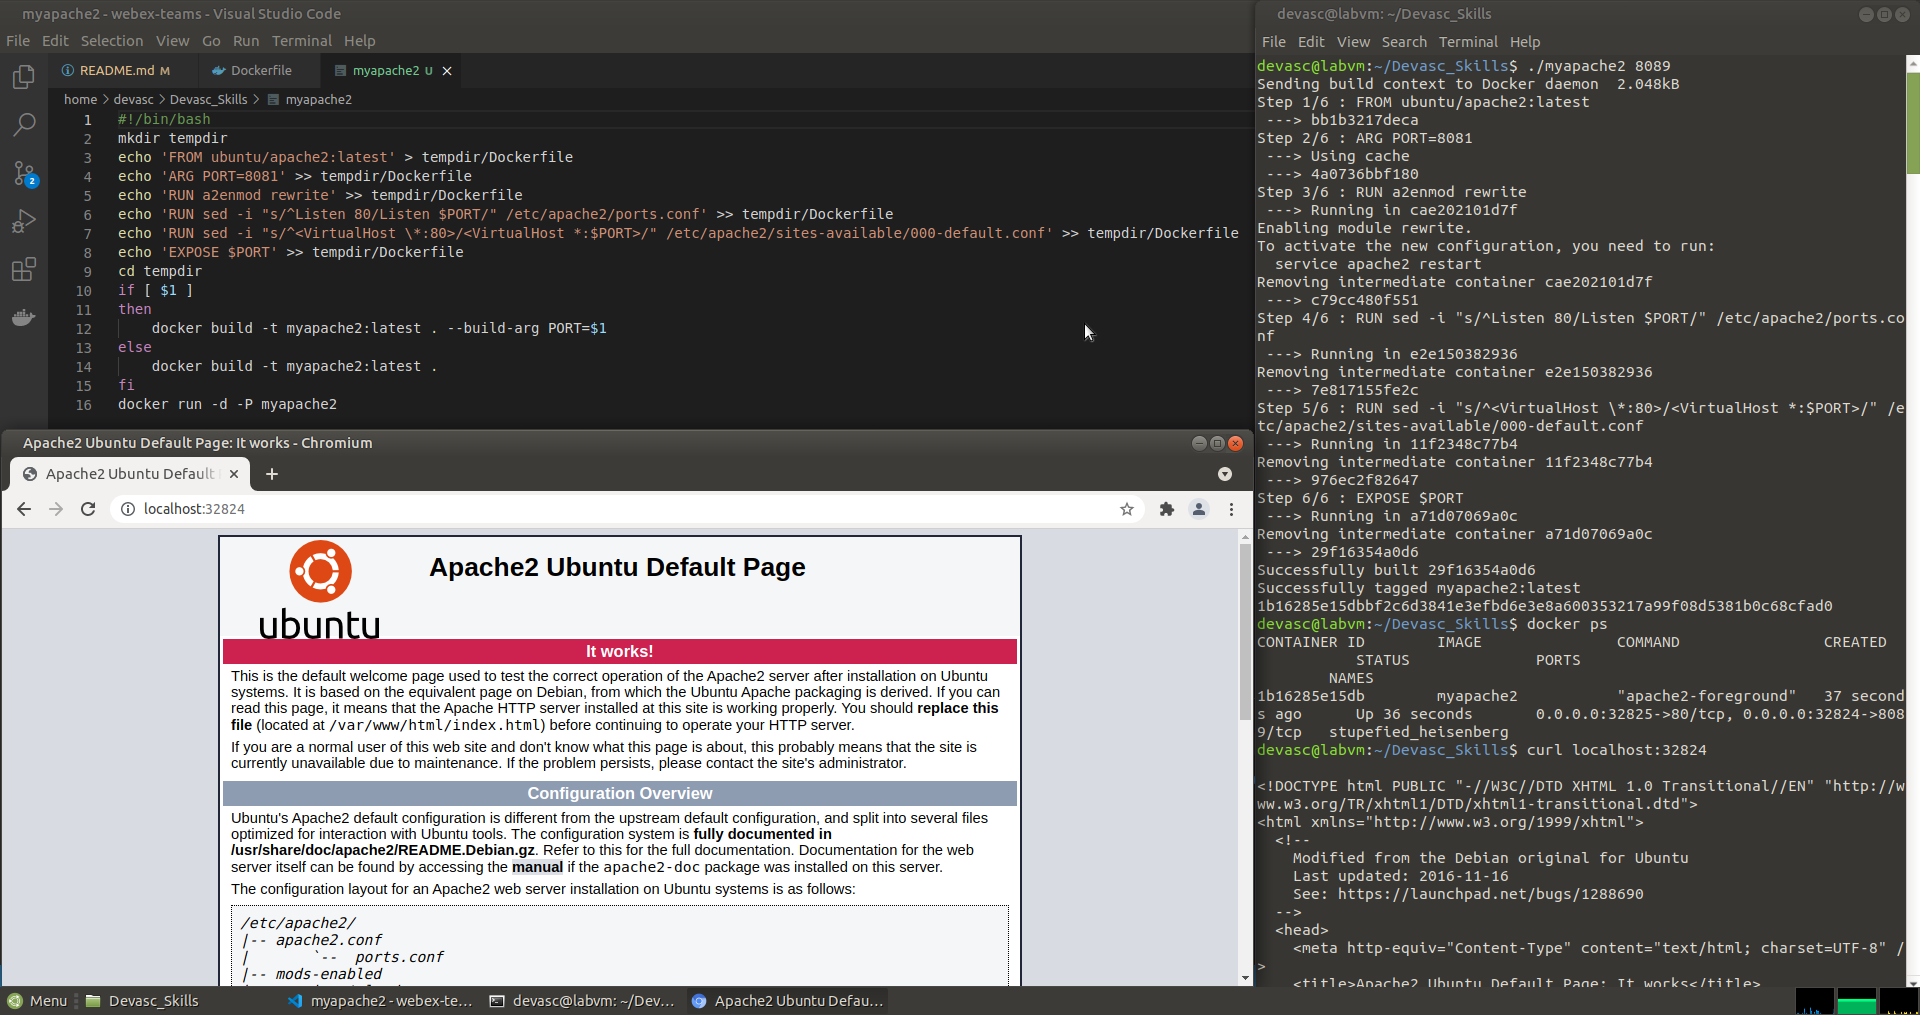 myapache2 - webex-teams - Visual Studio Code
File Edit Selection View Go Run Terminal Help
README.md M Dockerfile myapache2 U
home > devasc > Devasc_Skills > myapache2
1 #!/bin/bash
2 mkdir tempdir
3 echo 'FROM ubuntu/apache2:latest' > tempdir/Dockerfile
4 echo 'ARG PORT=8081' >> tempdir/Dockerfile
5 echo 'RUN a2enmod rewrite' >> tempdir/Dockerfile
6 echo 'RUN sed -i "s/^Listen 80/Listen $PORT/" /etc/apache2/ports.conf' >> tempdir/Dockerfile
7 echo 'RUN sed -i "s/^<VirtualHost \*:80>/<VirtualHost *:$PORT>/" /etc/apache2/sites-available/000-default.conf' >> tempdir/Dockerfile
8 echo 'EXPOSE $PORT' >> tempdir/Dockerfile
9 cd tempdir
10 if [ $1 ]
11 then
12 docker build -t myapache2:latest . --build-arg PORT=$1
13 else
14 docker build -t myapache2:latest .
15 fi
16 docker run -d -P myapache2
2
Apache2 Ubuntu Default Page: It works - Chromium
Apache2 Ubuntu Default
localhost:32824
ubuntu
Apache2 Ubuntu Default Page
It works!
This is the default welcome page used to test the correct operation of the Apache2 server after installation on Ubuntu
systems. It is based on the equivalent page on Debian, from which the Ubuntu Apache packaging is derived. If you can
read this page, it means that the Apache HTTP server installed at this site is working properly. You should replace this
file (located at /var/www/html/index.html) before continuing to operate your HTTP server.
If you are a normal user of this web site and don't know what this page is about, this probably means that the site is
currently unavailable due to maintenance. If the problem persists, please contact the site's administrator.
Configuration Overview
Ubuntu's Apache2 default configuration is different from the upstream default configuration, and split into several files
optimized for interaction with Ubuntu tools. The configuration system is fully documented in
/usr/share/doc/apache2/README.Debian.gz. Refer to this for the full documentation. Documentation for the web
server itself can be found by accessing the manual if the apache2-doc package was installed on this server.
The configuration layout for an Apache2 web server installation on Ubuntu systems is as follows:
/etc/apache2/
|-- apache2.conf
| `-- ports.conf
|-- mods-enabled
devasc@labvm: ~/Devasc_Skills
File Edit View Search Terminal Help
devasc@labvm:~/Devasc_Skills$ ./myapache2 8089
Sending build context to Docker daemon 2.048kB
Step 1/6 : FROM ubuntu/apache2:latest
---> bb1b3217deca
Step 2/6 : ARG PORT=8081
---> Using cache
---> 4a0736bbf180
Step 3/6 : RUN a2enmod rewrite
---> Running in cae202101d7f
Enabling module rewrite.
To activate the new configuration, you need to run:
service apache2 restart
Removing intermediate container cae202101d7f
---> c79cc480f551
Step 4/6 : RUN sed -i "s/^Listen 80/Listen $PORT/" /etc/apache2/ports.co
nf
---> Running in e2e150382936
Removing intermediate container e2e150382936
---> 7e817155fe2c
Step 5/6 : RUN sed -i "s/^<VirtualHost \*:80>/<VirtualHost *:$PORT>/" /e
tc/apache2/sites-available/000-default.conf
---> Running in 11f2348c77b4
Removing intermediate container 11f2348c77b4
---> 976ec2f82647
Step 6/6 : EXPOSE $PORT
---> Running in a71d07069a0c
Removing intermediate container a71d07069a0c
---> 29f16354a0d6
Successfully built 29f16354a0d6
Successfully tagged myapache2:latest
1b16285e15dbbf2c6d3841e3efbd6e3e8a600353217a99f08d5381b0c68cfad0
devasc@labvm:~/Devasc_Skills$ docker ps
CONTAINER ID IMAGE COMMAND CREATED
STATUS PORTS
NAMES
1b16285e15db myapache2 "apache2-foreground" 37 second
s ago Up 36 seconds 0.0.0.0:32825->80/tcp, 0.0.0.0:32824->808
9/tcp stupefied_heisenberg
devasc@labvm:~/Devasc_Skills$ curl localhost:32824
<!DOCTYPE html PUBLIC "-//W3C//DTD XHTML 1.0 Transitional//EN" "http://w
ww.w3.org/TR/xhtml1/DTD/xhtml1-transitional.dtd">
<html xmlns="http://www.w3.org/1999/xhtml">
<!--
Modified from the Debian original for Ubuntu
Last updated: 2016-11-16
See: https://launchpad.net/bugs/1288690
-->
<head>
<meta http-equiv="Content-Type" content="text/html; charset=UTF-8" /
>
<title>Apache2 Ubuntu Default Page: It works</title>
Menu Devasc_Skills myapache2 - webex-te... devasc@labvm: ~/Dev... Apache2 Ubuntu Defau...